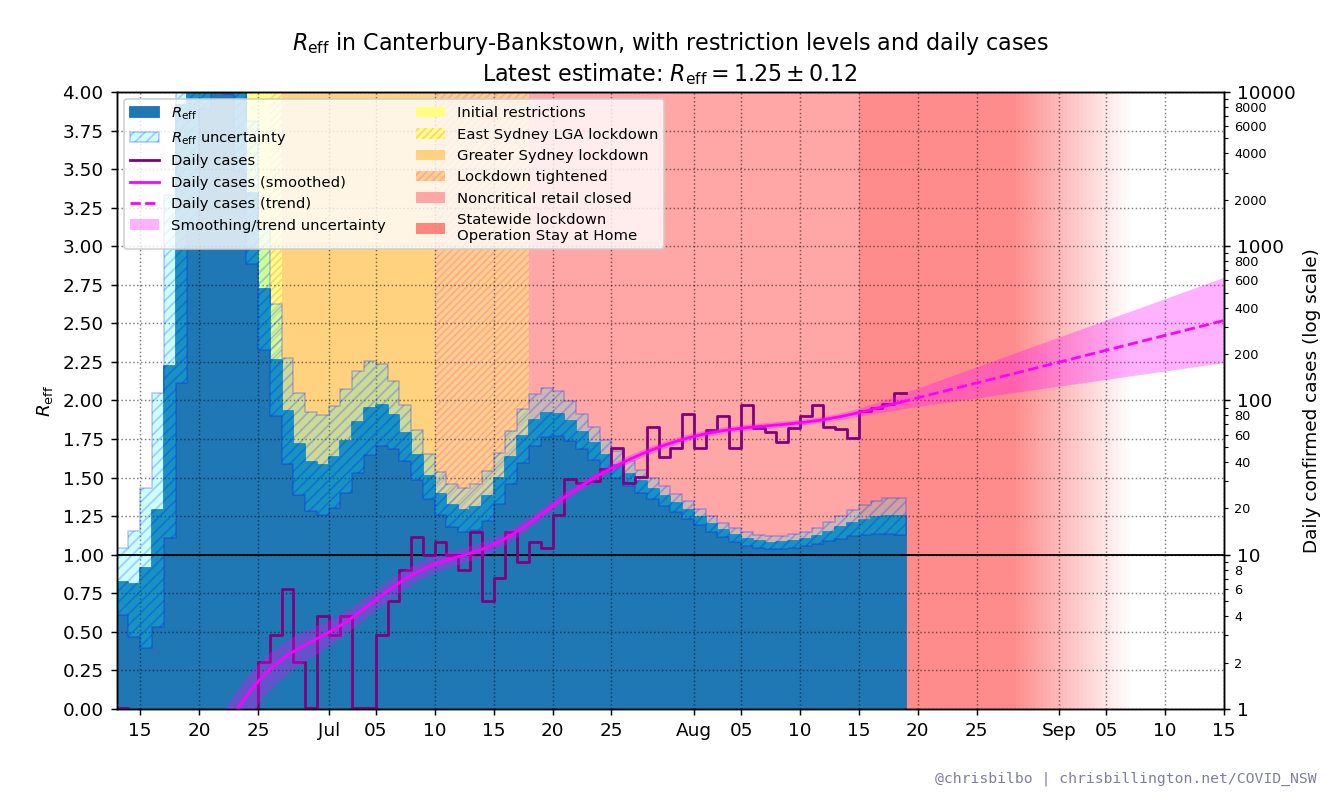 Reff in Canterbury-Bankstown, with restriction levels and daily cases
Latest estimate: Reff = 1.25 ± 0.12
Reff
Reff uncertainty
Daily cases
Daily cases (smoothed)
Daily cases (trend)
Smoothing/trend uncertainty
Initial restrictions
East Sydney LGA lockdown
Greater Sydney lockdown
Lockdown tightened
Noncritical retail closed
Statewide lockdown
Operation Stay at Home
Reff
4.00
3.75
3.50
3.25
3.00
2.75
2.50
2.25
2.00
1.75
1.50
1.25
1.00
0.75
0.50
0.25
0.00
10000
8000
6000
4000
2000
1000
800
600
400
200
100
80
60
40
20
10
8
6
4
2
1
Daily confirmed cases (log scale)
15 20 25 Jul 05 10 15 20 25 Aug 05 10 15 20 25 Sep 05 10 15
@chrisbilbo | chrisbillington.net/COVID_NSW